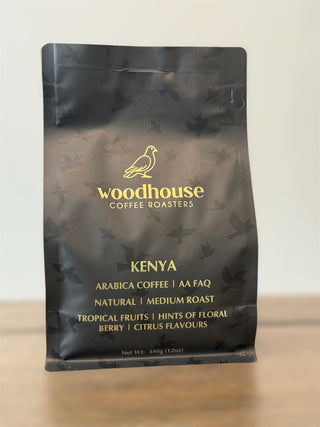 woodhouse
COFFEE ROASTERS
KENYA
ARABICA COFFEE | AA FAQ
NATURAL | MEDIUM ROAST
TROPICAL FRUITS | HINTS OF FLORAL
BERRY | CITRUS FLAVOURS
Net Wt: 340g (12oz)